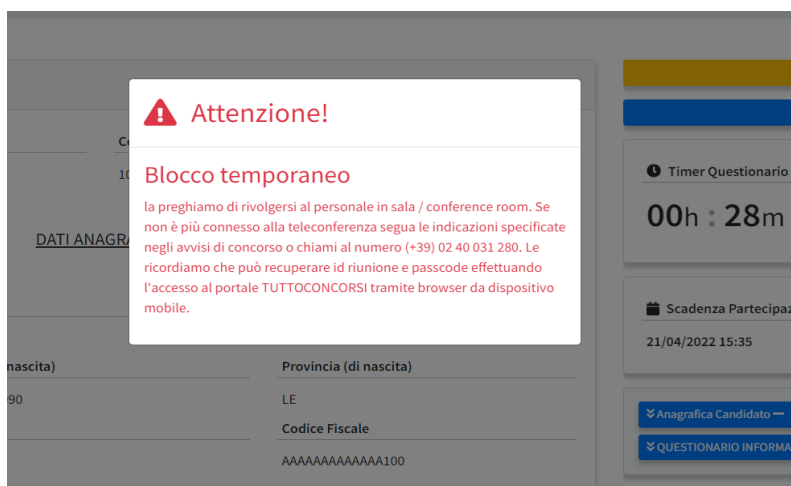 Attenzione!
Blocco temporaneo
la preghiamo di rivolgersi al personale in sala / conference room. Se
non è più connesso alla teleconferenza segua le indicazioni specificate
negli avvisi di concorso o chiami al numero (+39) 02 40 031 280. Le
ricordiamo che può recuperare id riunione e passcode effettuando
l'accesso al portale TUTTOCONCORSI tramite browser da dispositivo
mobile.
DATI ANAGRA
nascita)
90
Provincia (di nascita)
LE
Codice Fiscale
AAAAAAAAAAAAA100
Timer Questionario
00h : 28m
Scadenza Partecipaz
21/04/2022 15:35
Anagrafica Candidato
QUESTIONARIO INFORMA